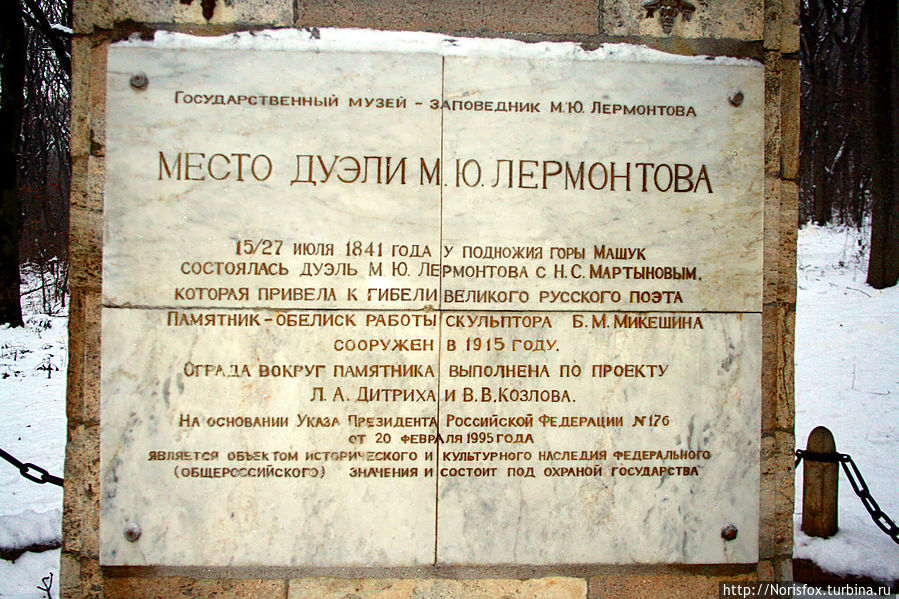 Государственный музей - заповедник М.Ю. Лермонтова
Место дуэли М.Ю. Лермонтова
15/27 июля 1841 года у подножия горы Машук
состоялась дуэль М.Ю. Лермонтова с Н.С. Мартыновым,
которая привела к гибели великого русского поэта
Памятник-обелиск работы скульптора Б.М. Микешина
сооружен в 1915 году.
Ограда вокруг памятника выполнена по проекту
Л.А. Дитриха и В.В. Козлова.
На основании Указа Президента Российской Федерации №176
от 20 февраля 1995 года
является объектом исторического и культурного наследия федерального
(общероссийского) значения и состоит под охраной государства
http://Norisfox.turbina.ru